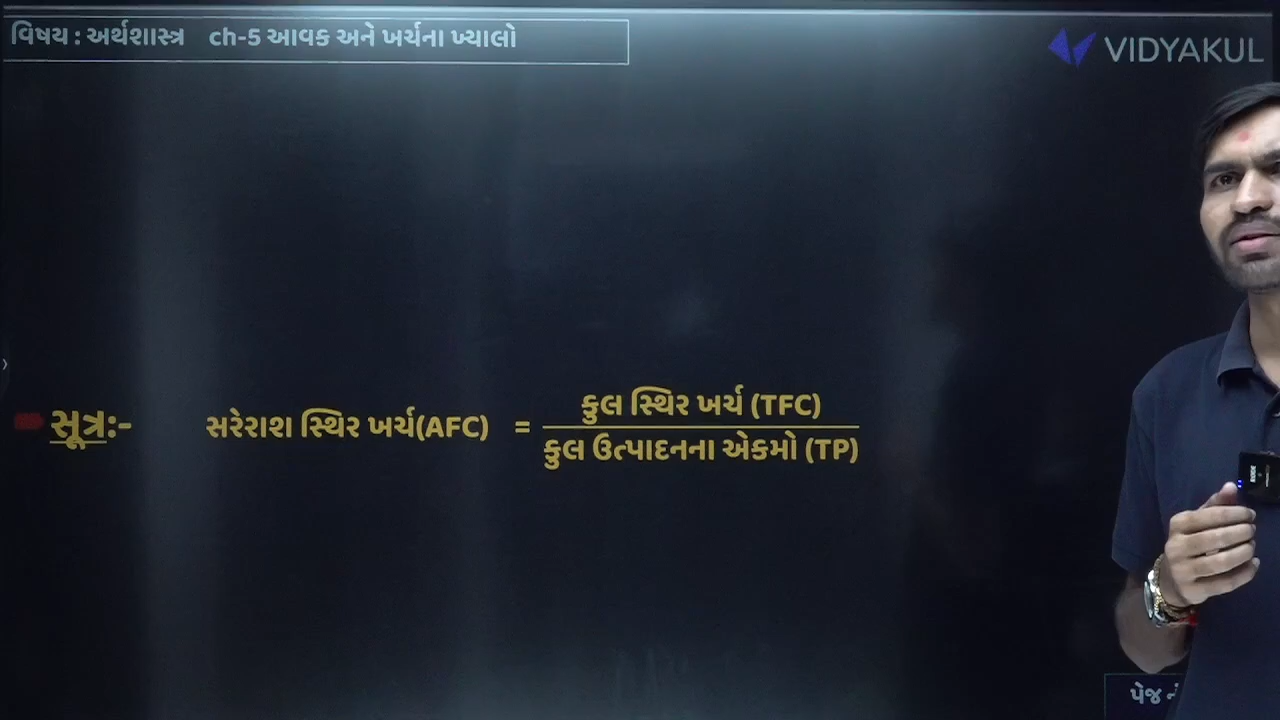 વિષય : અર્થશાસ્ત્ર ch-5 આવક અને ખર્ચના ખ્યાલો
VIDYAKUL
સૂત્ર:- સરેરાશ સ્થિર ખર્ચ(AFC) = કુલ સ્થિર ખર્ચ (TFC)
કુલ ઉત્પાદનના એકમો (TP)
પેજ